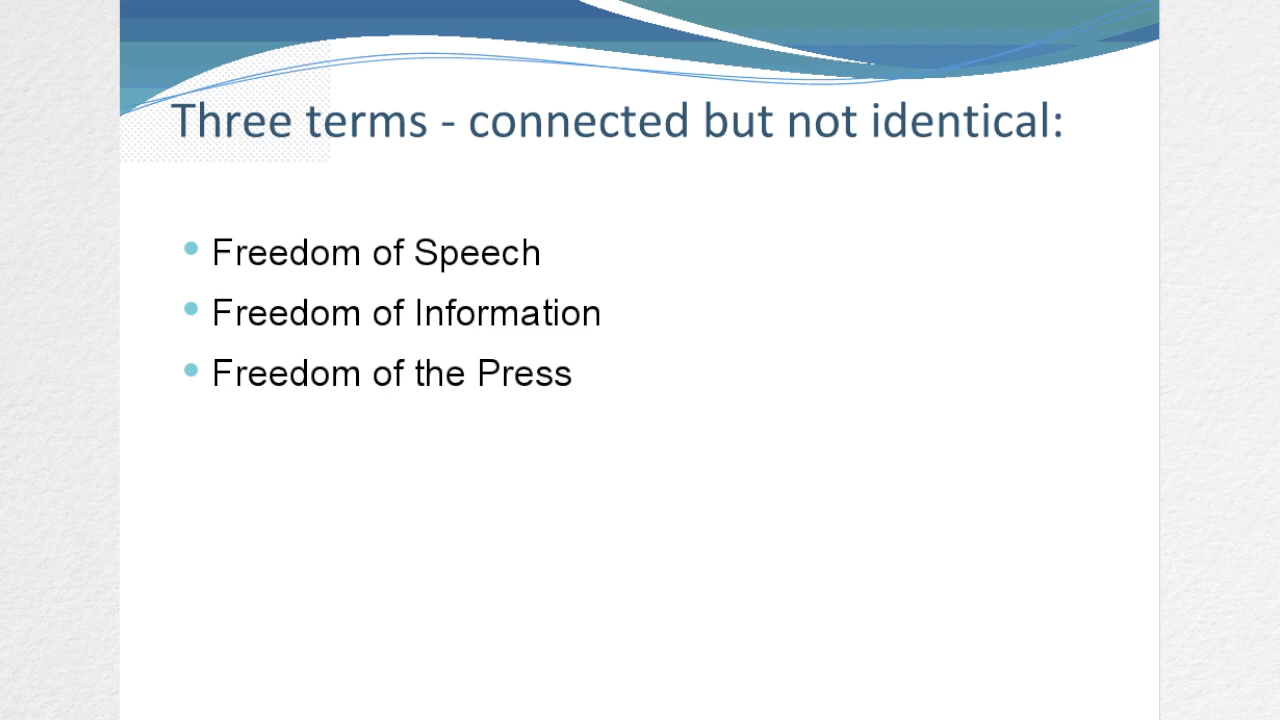 Three terms - connected but not identical:
Freedom of Speech
Freedom of Information
Freedom of the Press